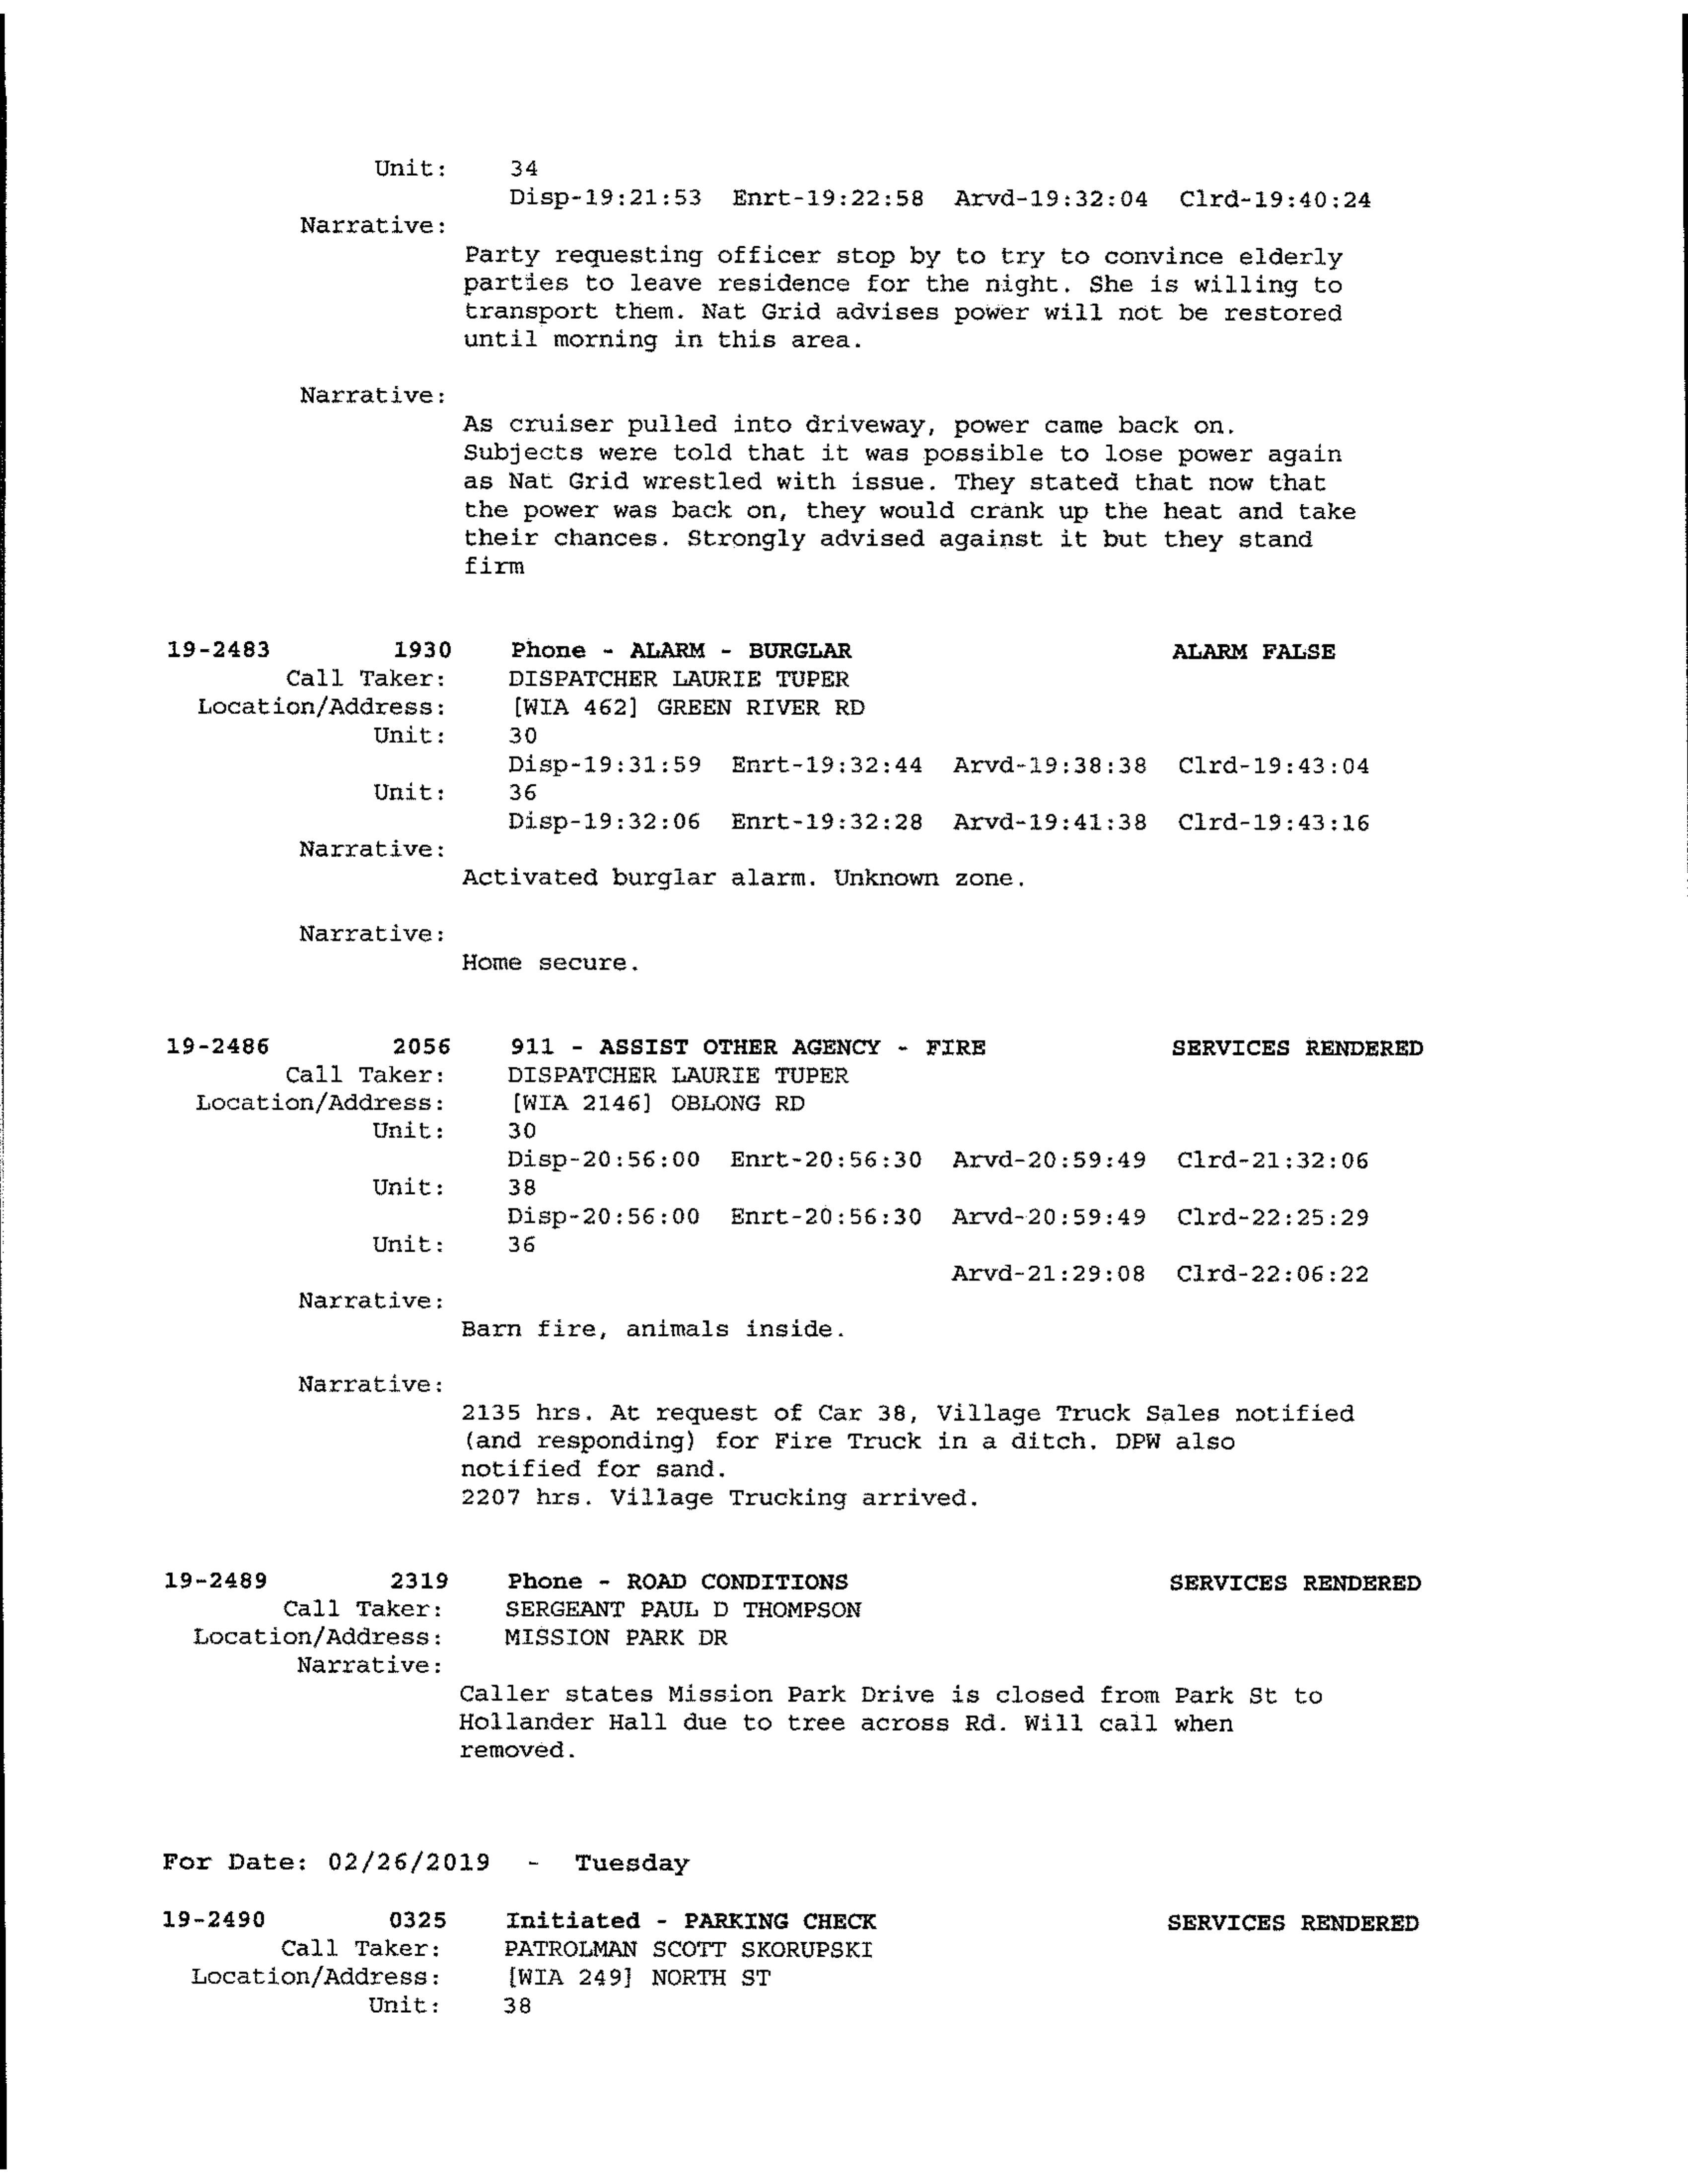 Unit: 34
Disp-19:21:53 Enrt-19:22:58 Arvd-19:32:04 Clrd-19:40:24
Narrative:
Party requesting officer stop by to try to convince elderly
parties to leave residence for the night. She is willing to
transport them. Nat Grid advises power will not be restored
until morning in this area.
Narrative:
As cruiser pulled into driveway, power came back on.
Subjects were told that it was possible to lose power again
as Nat Grid wrestled with issue. They stated that now that
the power was back on, they would crank up the heat and take
their chances. Strongly advised against it but they stand
firm
19-2483 1930 Phone - ALARM - BURGLAR ALARM FALSE
Call Taker: DISPATCHER LAURIE TUPER
Location/Address: [WIA 462] GREEN RIVER RD
Unit: 30
Disp-19:31:59 Enrt-19:32:44 Arvd-19:38:38 Clrd-19:43:04
Unit: 36
Disp-19:32:06 Enrt-19:32:28 Arvd-19:41:38 Clrd-19:43:16
Narrative:
Activated burglar alarm. Unknown zone.
Narrative:
Home secure.
19-2486 2056 911 - ASSIST OTHER AGENCY - FIRE SERVICES RENDERED
Call Taker: DISPATCHER LAURIE TUPER
Location/Address: [WIA 2146] OBLONG RD
Unit: 30
Disp-20:56:00 Enrt-20:56:30 Arvd-20:59:49 Clrd-21:32:06
Unit: 38
Disp-20:56:00 Enrt-20:56:30 Arvd-20:59:49 Clrd-22:25:29
Unit: 36
Arvd-21:29:08 Clrd-22:06:22
Narrative:
Barn fire, animals inside.
Narrative:
2135 hrs. At request of Car 38, Village Truck Sales notified
(and responding) for Fire Truck in a ditch. DPW also
notified for sand.
2207 hrs. Village Trucking arrived.
19-2489 2319 Phone - ROAD CONDITIONS SERVICES RENDERED
Call Taker: SERGEANT PAUL D THOMPSON
Location/Address: MISSION PARK DR
Narrative:
Caller states Mission Park Drive is closed from Park St to
Hollander Hall due to tree across Rd. Will call when
removed.
For Date: 02/26/2019 - Tuesday
19-2490 0325 Initiated - PARKING CHECK SERVICES RENDERED
Call Taker: PATROLMAN SCOTT SKORUPSKI
Location/Address: [WIA 249] NORTH ST
Unit: 38